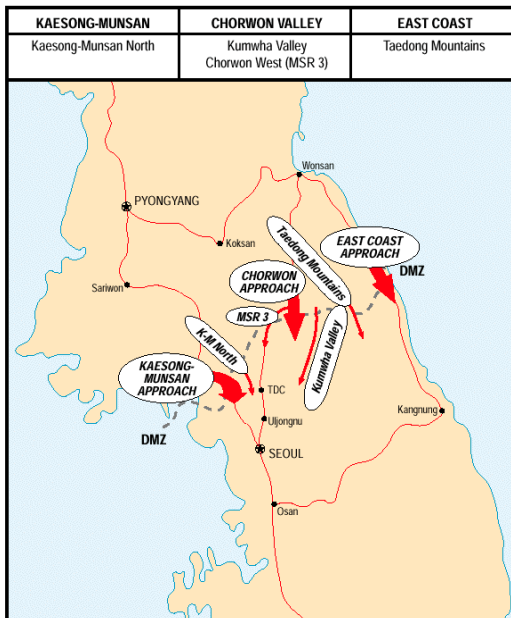 KAESONG-MUNSAN
CHORWON VALLEY
EAST COAST
Kaesong-Munsan North
Kumwha Valley
Chorwon West (MSR 3)
Taedong Mountains
Wonsan
PYONGYANG
Koksan
Taedong Mountains
EAST COAST
APPROACH
DMZ
CHORWON
APPROACH
Sariwon
MSR 3
K-M North
Kumwha Valley
KAESONG-
MUNSAN
APPROACH
TDC
Kangnung
Uljongnu
DMZ
SEOUL
Osan